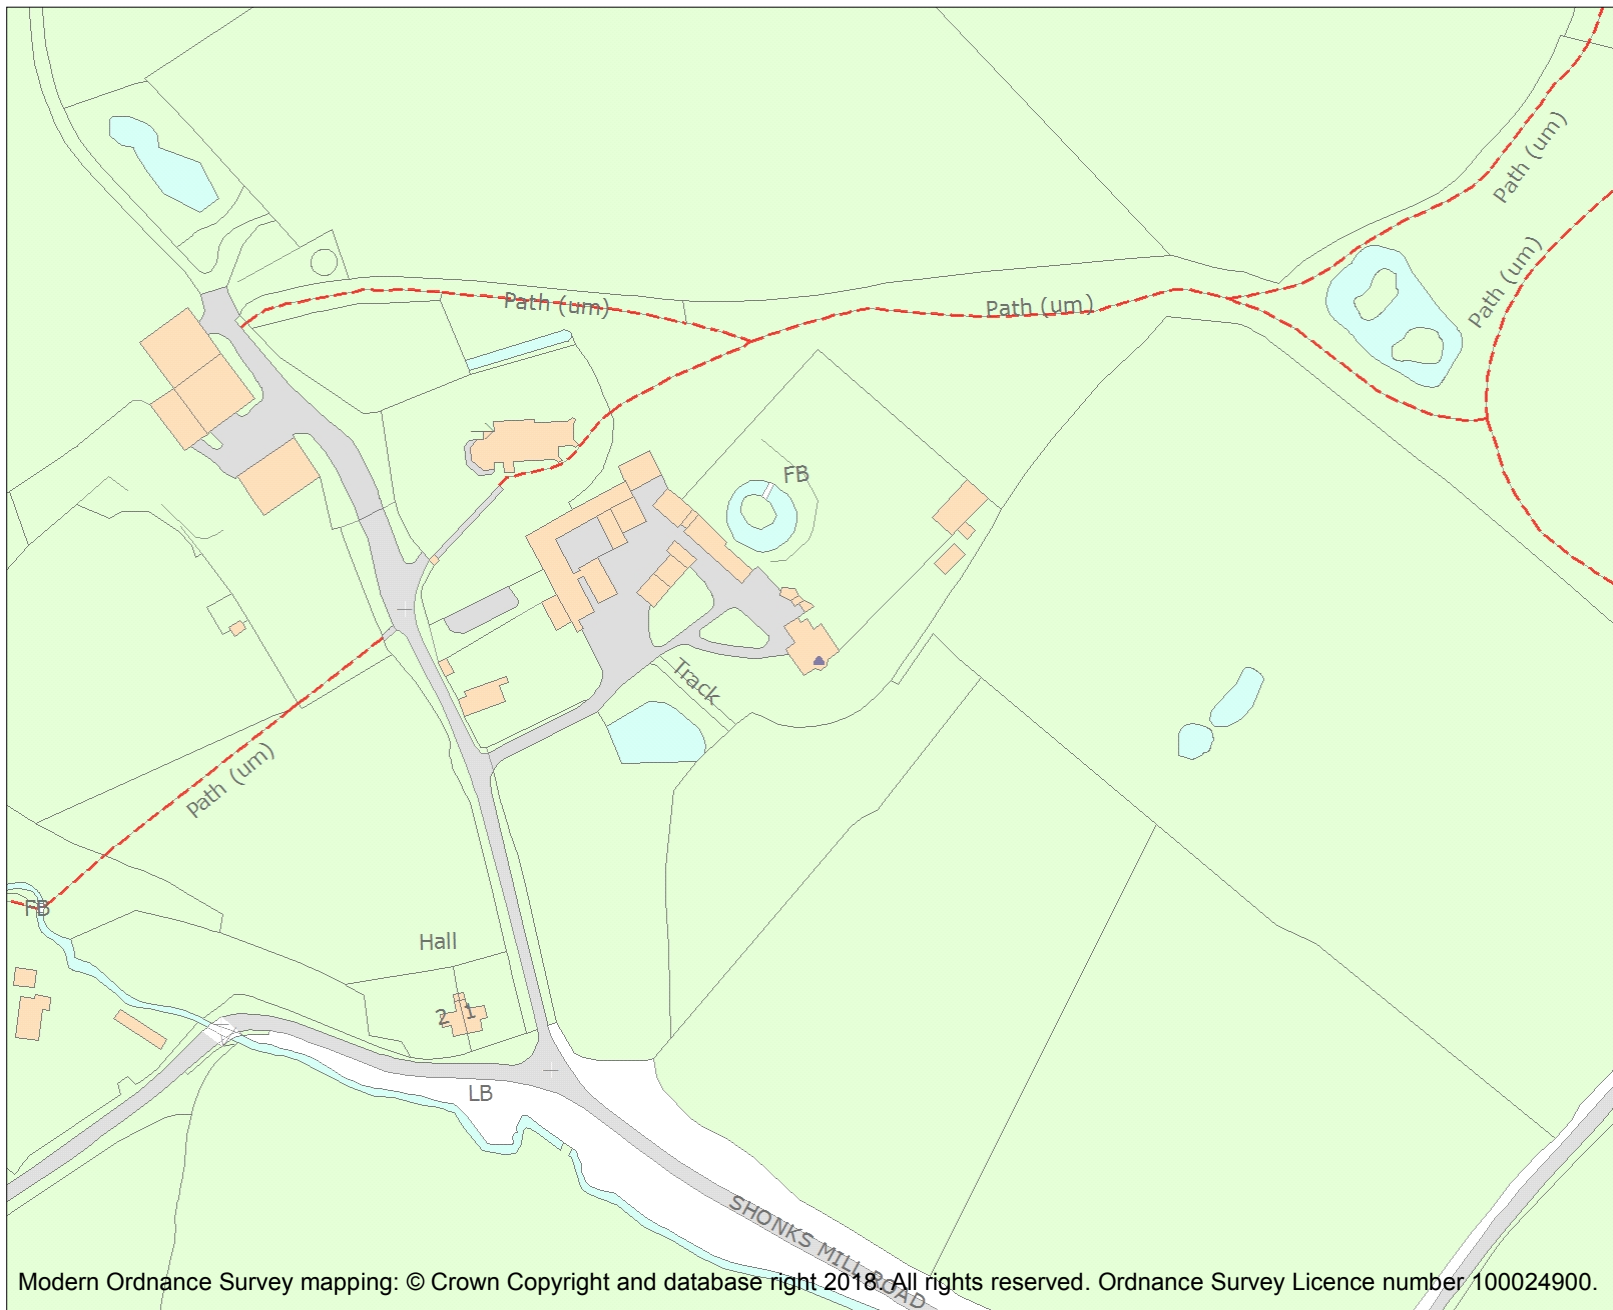 Path (um)
Path (um)
Path (um)
Path (um)
FB
Track
Path (um)
FB
Hall
2 1
LB
SHONKS MILL ROAD
Modern Ordnance Survey mapping: © Crown Copyright and database right 2018. All rights reserved. Ordnance Survey Licence number 100024900.